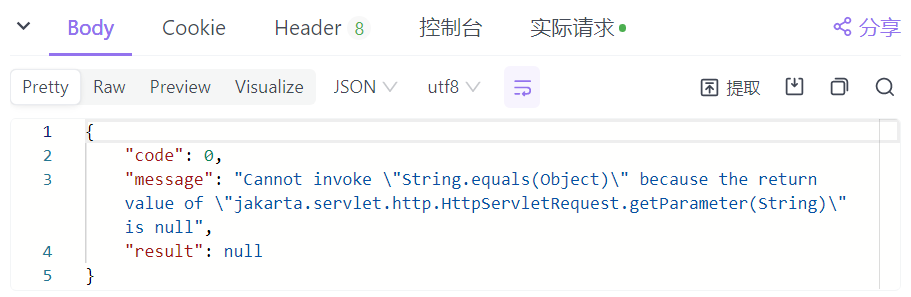 Body Cookie Header 8 控制台 实际请求 分享
Pretty Raw Preview Visualize JSON utf8 提取
1 {
2 "code": 0,
3 "message": "Cannot invoke \"String.equals(Object)\" because the return
value of \"jakarta.servlet.http.HttpServletRequest.getParameter(String)\"
is null",
4 "result": null
5 }